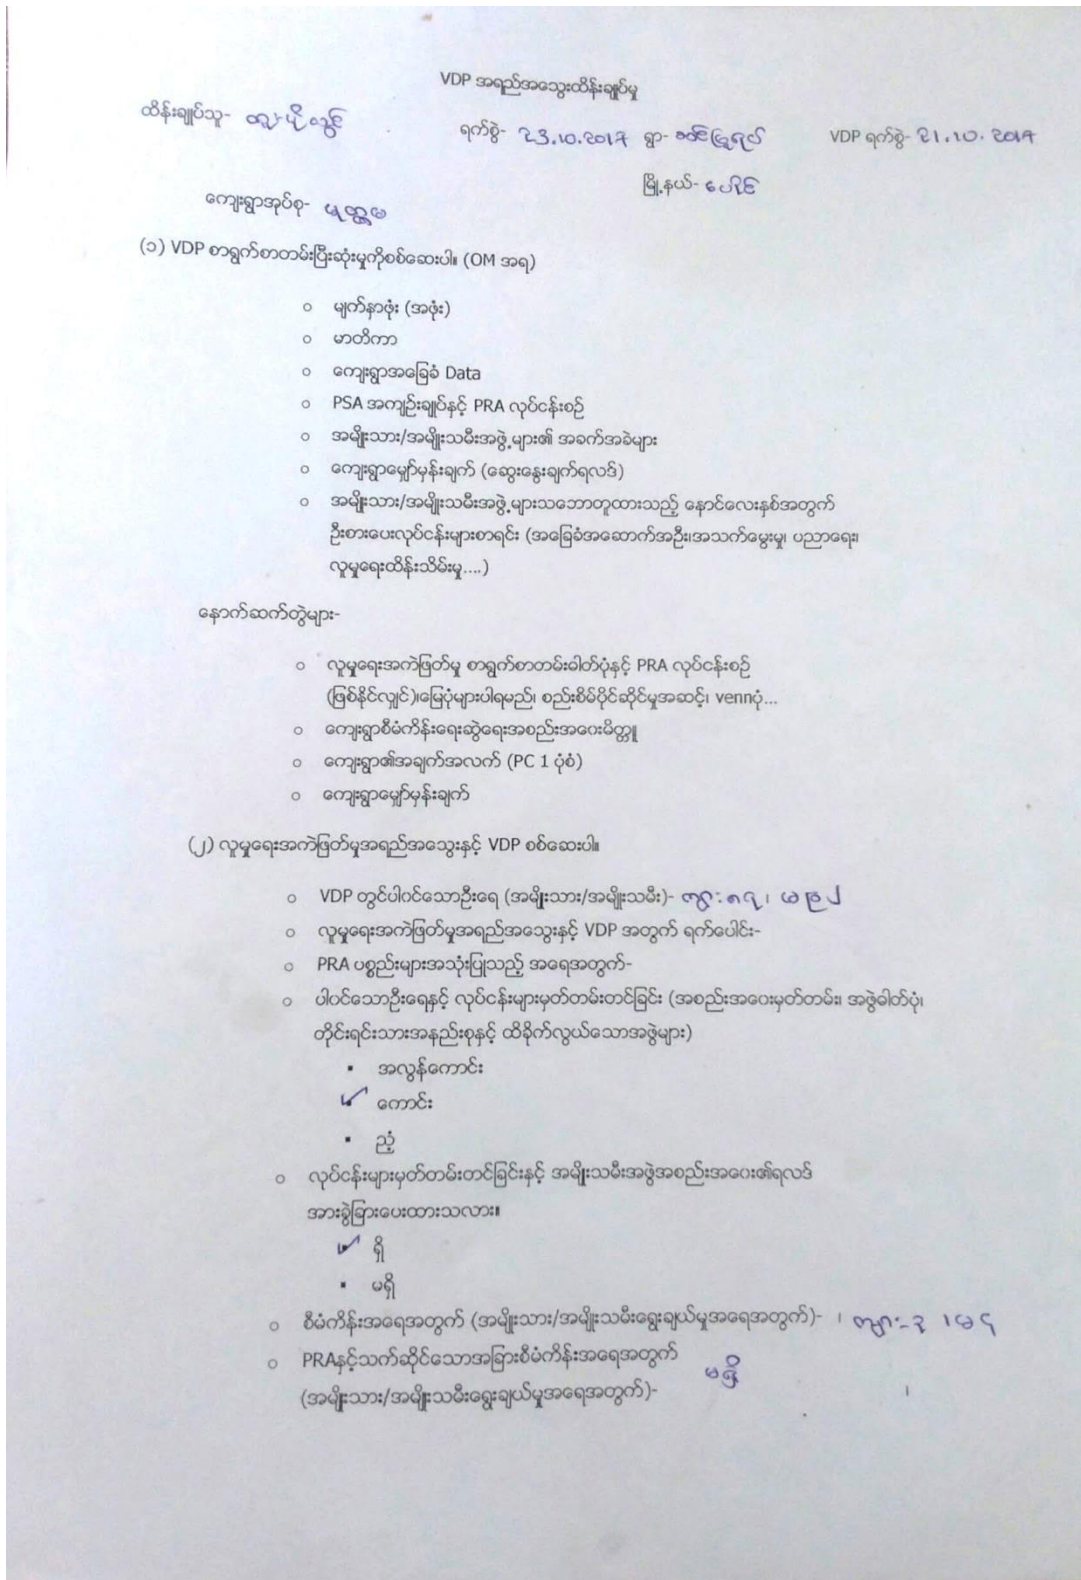 VDP အရည်အသွေးထိန်းချုပ်မှု
ထိန်းချုပ်သူ- ရက်စွဲ- 23.10.2017 ရွာ- VDP ရက်စွဲ- 21.10.2017
မြို့နယ်- ပေါင်
ကျေးရွာအုပ်စု- မုတ္တမ
(၁) VDP စာရွက်စာတမ်းပြီးဆုံးမှုကိုစစ်ဆေးပါ။ (OM အရ)
မျက်နှာဖုံး (အဖုံး)
မာတိကာ
ကျေးရွာအခြေခံ Data
PSA အကျဉ်းချုပ်နှင့် PRA လုပ်ငန်းစဉ်
အမျိုးသား/အမျိုးသမီးအဖွဲ့များ၏ အခက်အခဲများ
ကျေးရွာမျှော်မှန်းချက် (ဆွေးနွေးချက်ရလဒ်)
အမျိုးသား/အမျိုးသမီးအဖွဲ့များသဘောတူထားသည့် နောင်လေးနှစ်အတွက်
ဦးစားပေးလုပ်ငန်းများစာရင်း (အခြေခံအဆောက်အဦး၊အသက်မွေးမှု၊ ပညာရေး၊
လူမှုရေးထိန်းသိမ်းမှု....)
နောက်ဆက်တွဲများ-
လူမှုရေးအကဲဖြတ်မှု စာရွက်စာတမ်းဓါတ်ပုံနှင့် PRA လုပ်ငန်းစဉ်
(ဖြစ်နိုင်လျှင်)၊မြေပုံများပါရမည်၊ စည်းစိမ်ပိုင်ဆိုင်မှုအဆင့်၊ vennပုံ...
ကျေးရွာစီမံကိန်းရေးဆွဲရေးအစည်းအဝေးမိတ္တူ
ကျေးရွာ၏အချက်အလက် (PC 1 ပုံစံ)
ကျေးရွာမျှော်မှန်းချက်
(၂) လူမှုရေးအကဲဖြတ်မှုအရည်အသွေးနှင့် VDP စစ်ဆေးပါ။
VDP တွင်ပါဝင်သောဦးရေ (အမျိုးသား/အမျိုးသမီး)- ကျား
လူမှုရေးအကဲဖြတ်မှုအရည်အသွေးနှင့် VDP အတွက် ရက်ပေါင်း-
PRA ပစ္စည်းများအသုံးပြုသည့် အရေအတွက်-
ပါဝင်သောဦးရေနှင့် လုပ်ငန်းများမှတ်တမ်းတင်ခြင်း (အစည်းအဝေးမှတ်တမ်း၊ အဖွဲဓါတ်ပုံ၊
တိုင်းရင်းသားအနည်းစုနှင့် ထိခိုက်လွယ်သောအဖွဲများ)
အလွန်ကောင်း
ကောင်း
ညံ့
လုပ်ငန်းများမှတ်တမ်းတင်ခြင်းနှင့် အမျိုးသမီးအဖွဲအစည်းအဝေး၏ရလဒ်
အားခွဲခြားပေးထားသလား။
ရှိ
မရှိ
စီမံကိန်းအရေအတွက် (အမျိုးသား/အမျိုးသမီးရွေးချယ်မှုအရေအတွက်)- ကျား-၃ ၊ မ ၄
PRAနှင့်သက်ဆိုင်သောအခြားစီမံကိန်းအရေအတွက် မရှိ
(အမျိုးသား/အမျိုးသမီးရွေးချယ်မှုအရေအတွက်)-